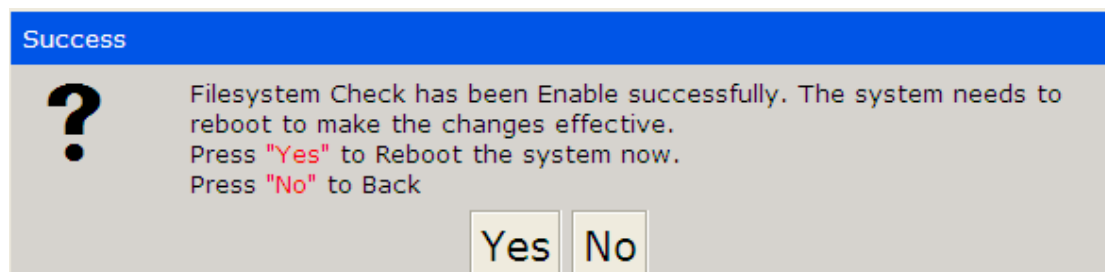 Success
Filesystem Check has been Enable successfully. The system needs to
reboot to make the changes effective.
Press "Yes" to Reboot the system now.
Press "No" to Back
Yes No